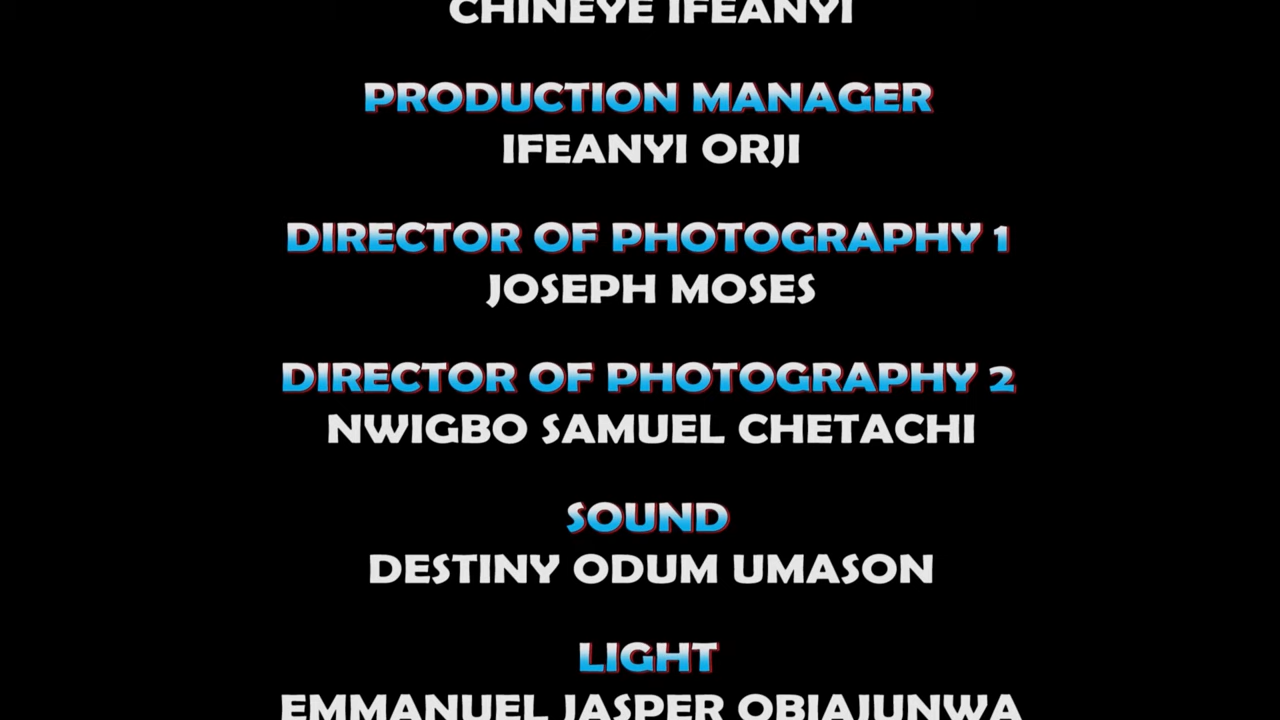 CHINEYE IFEANYI
PRODUCTION MANAGER
IFEANYI ORJI
DIRECTOR OF PHOTOGRAPHY 1
JOSEPH MOSES
DIRECTOR OF PHOTOGRAPHY 2
NWIGBO SAMUEL CHETACHI
SOUND
DESTINY ODUM UMASON
LIGHT
EMMANUEL JASPER OBIAJUNWA